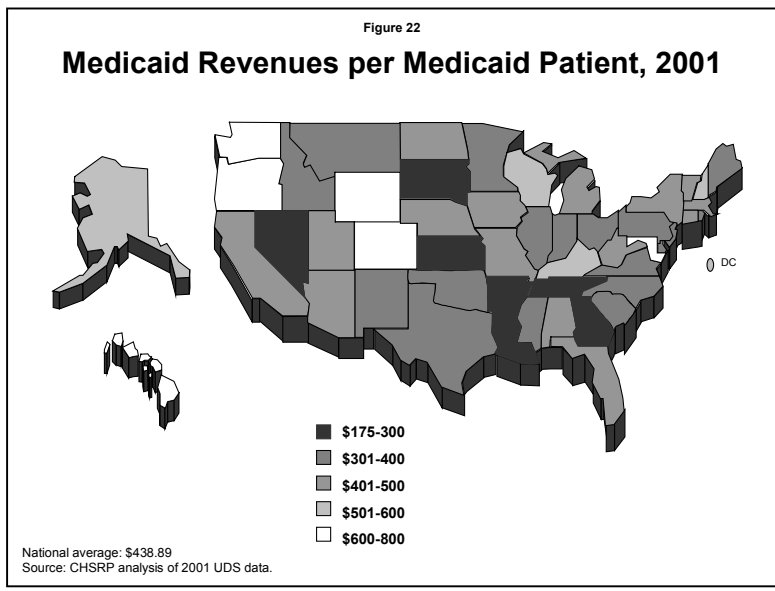 Figure 22
Medicaid Revenues per Medicaid Patient, 2001
DC
$175-300
$301-400
$401-500
$501-600
$600-800
National average: $438.89
Source: CHSRP analysis of 2001 UDS data.